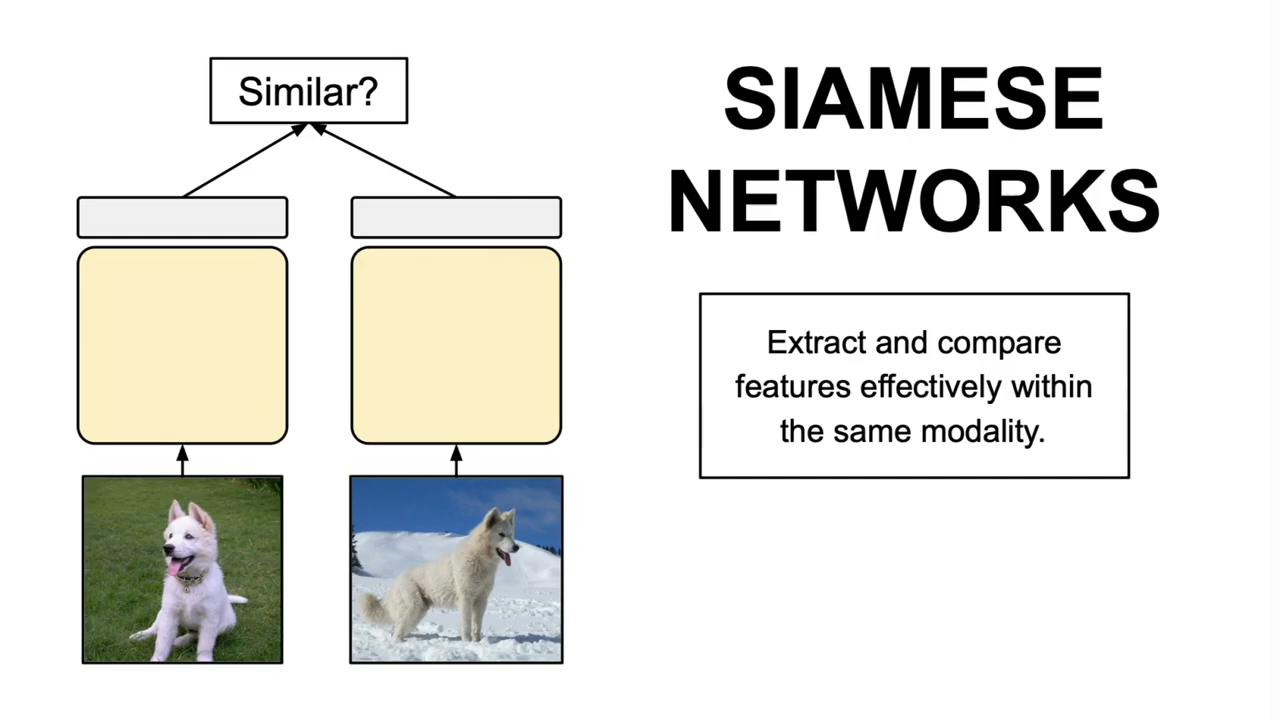 Similar?
SIAMESE
NETWORKS
Extract and compare
features effectively within
the same modality.